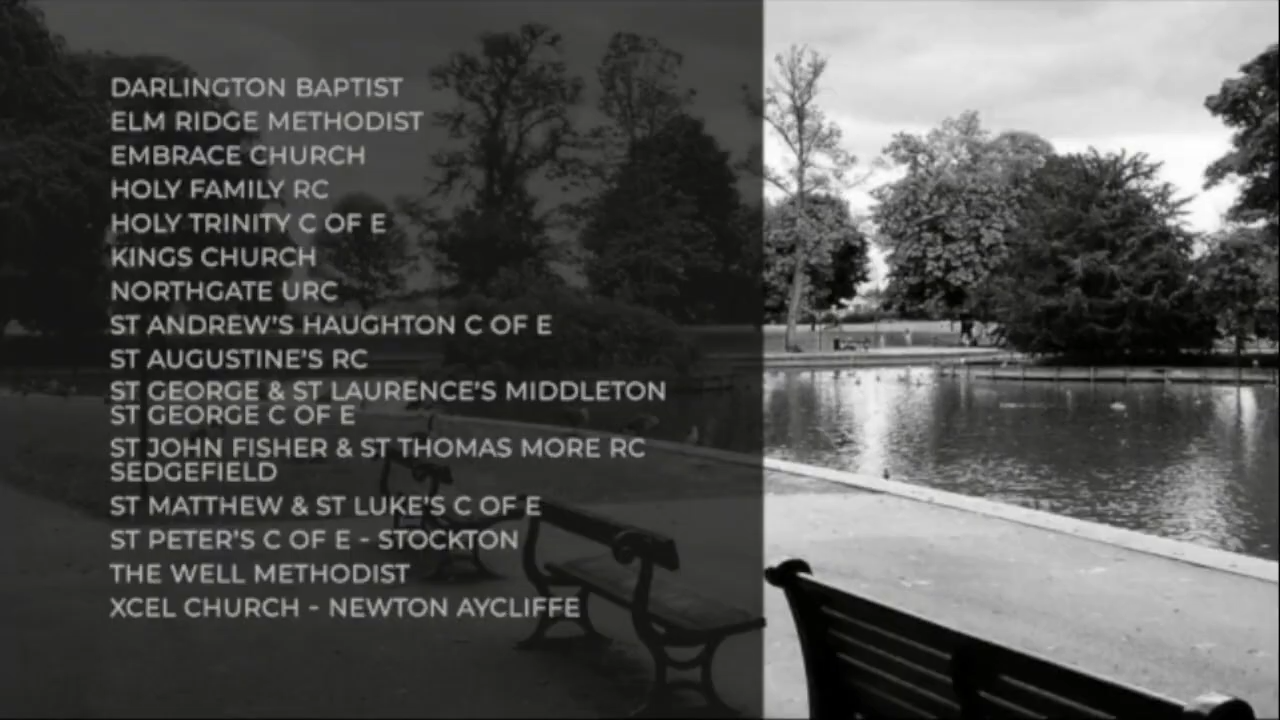 DARLINGTON BAPTIST
ELM RIDGE METHODIST
EMBRACE CHURCH
HOLY FAMILY RC
HOLY TRINITY C OF E
KINGS CHURCH
NORTHGATE URC
ST ANDREW'S HAUGHTON C OF E
ST AUGUSTINE'S RC
ST GEORGE & ST LAURENCE'S MIDDLETON
ST GEORGE C OF E
ST JOHN FISHER & ST THOMAS MORE RC
SEDGEFIELD
ST MATTHEW & ST LUKE'S C OF E
ST PETER'S C OF E - STOCKTON
THE WELL METHODIST
XCEL CHURCH - NEWTON AYCLIFFE